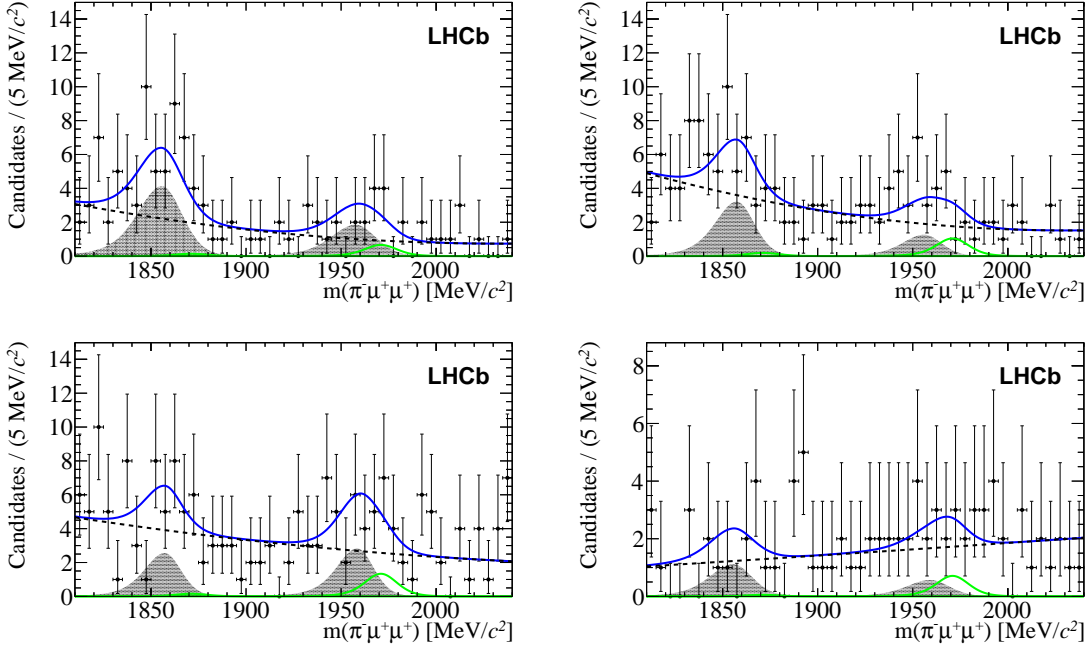 Candidates / (5 MeV/c²)
14
12
10
8
6
4
2
0
LHCb
1850 1900 1950 2000
m(π⁻μ⁺μ⁺) [MeV/c²]
Candidates / (5 MeV/c²)
14
12
10
8
6
4
2
0
LHCb
1850 1900 1950 2000
m(π⁻μ⁺μ⁺) [MeV/c²]
Candidates / (5 MeV/c²)
14
12
10
8
6
4
2
0
LHCb
1850 1900 1950 2000
m(π⁻μ⁺μ⁺) [MeV/c²]
Candidates / (5 MeV/c²)
8
6
4
2
0
LHCb
1850 1900 1950 2000
m(π⁻μ⁺μ⁺) [MeV/c²]